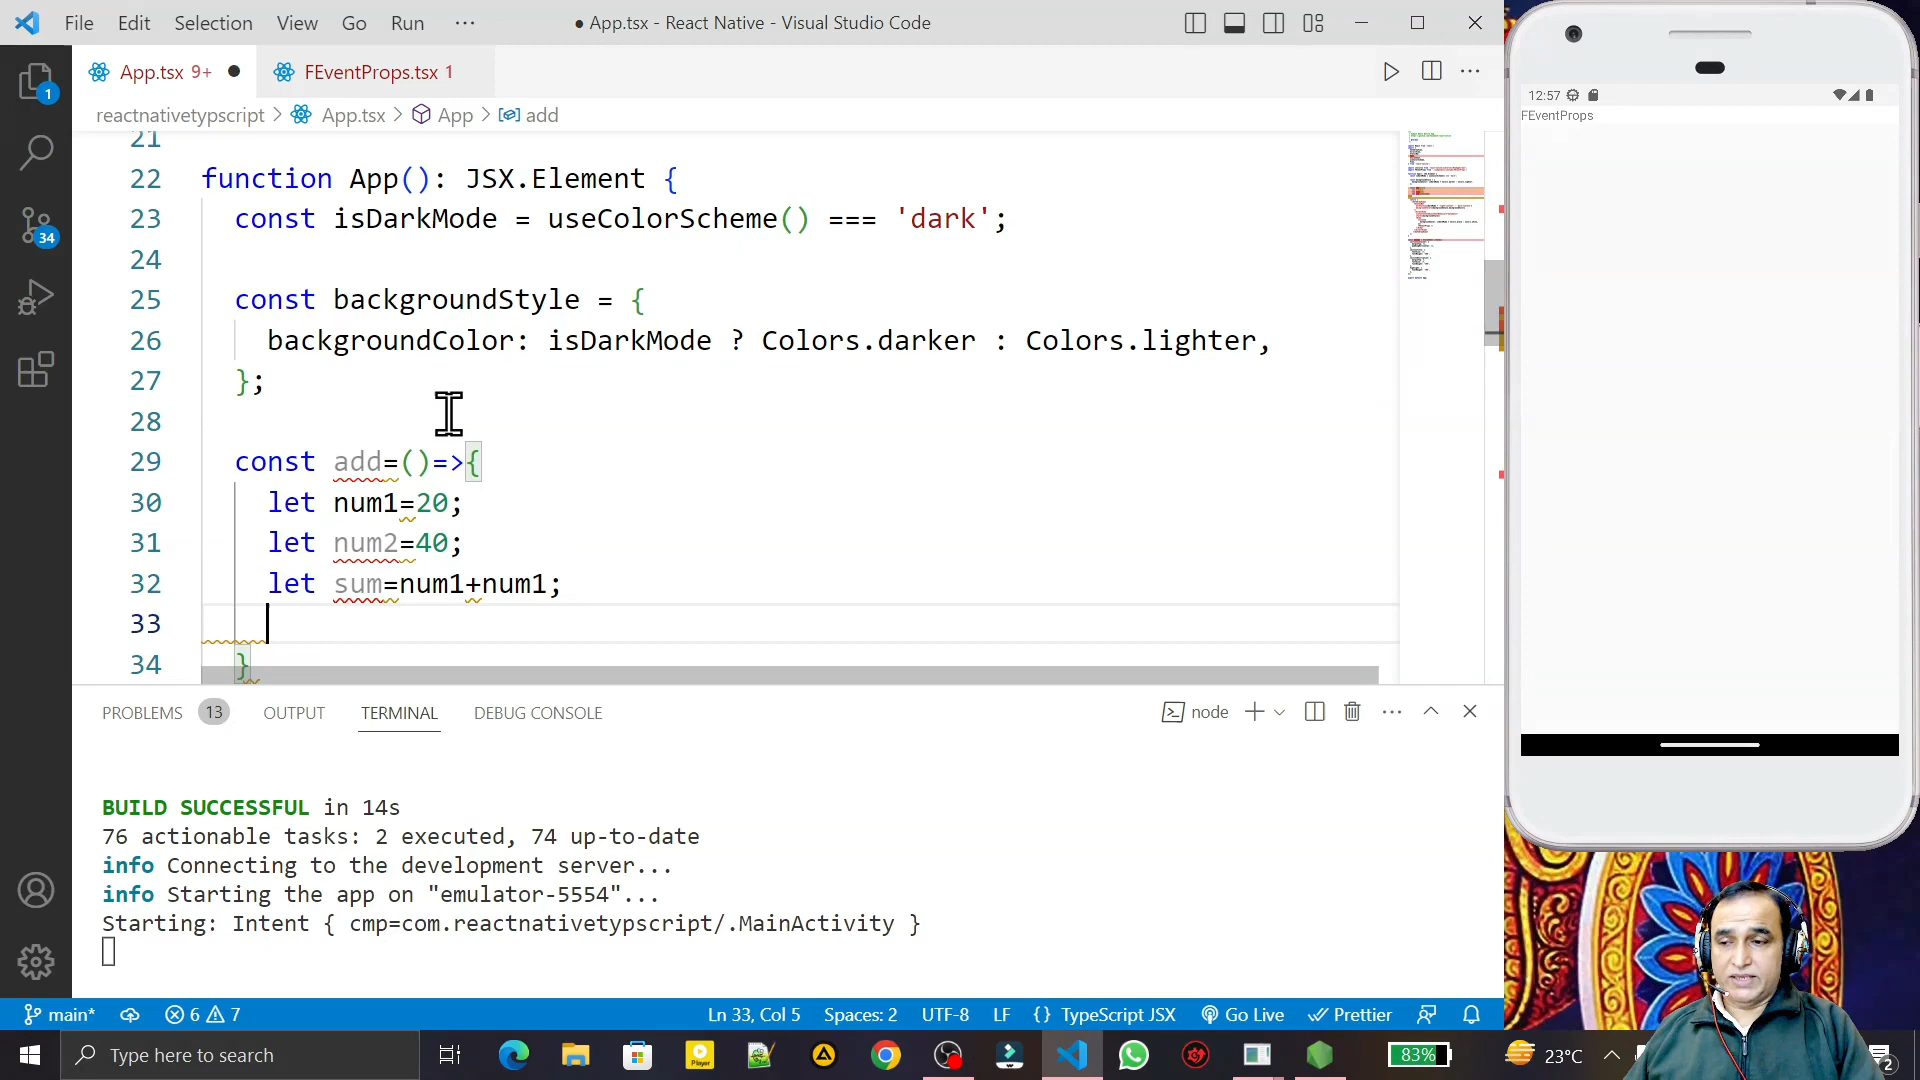 File Edit Selection View Go Run ··· ● App.tsx - React Native - Visual Studio Code
App.tsx 9+ ● FEventProps.tsx 1
reactnativetypscript > App.tsx > App > add
21
22 function App(): JSX.Element {
23 const isDarkMode = useColorScheme() === 'dark';
24
25 const backgroundStyle = {
26 backgroundColor: isDarkMode ? Colors.darker : Colors.lighter,
27 };
28
29 const add=()=>{
30 let num1=20;
31 let num2=40;
32 let sum=num1+num1;
33
34 }
1
34
PROBLEMS 13 OUTPUT TERMINAL DEBUG CONSOLE
node
BUILD SUCCESSFUL in 14s
76 actionable tasks: 2 executed, 74 up-to-date
info Connecting to the development server...
info Starting the app on "emulator-5554"...
Starting: Intent { cmp=com.reactnativetypscript/.MainActivity }
main* 6 7 Ln 33, Col 5 Spaces: 2 UTF-8 LF {} TypeScript JSX Go Live Prettier
Type here to search
Player
83%
23°C
2
12:57
FEventProps